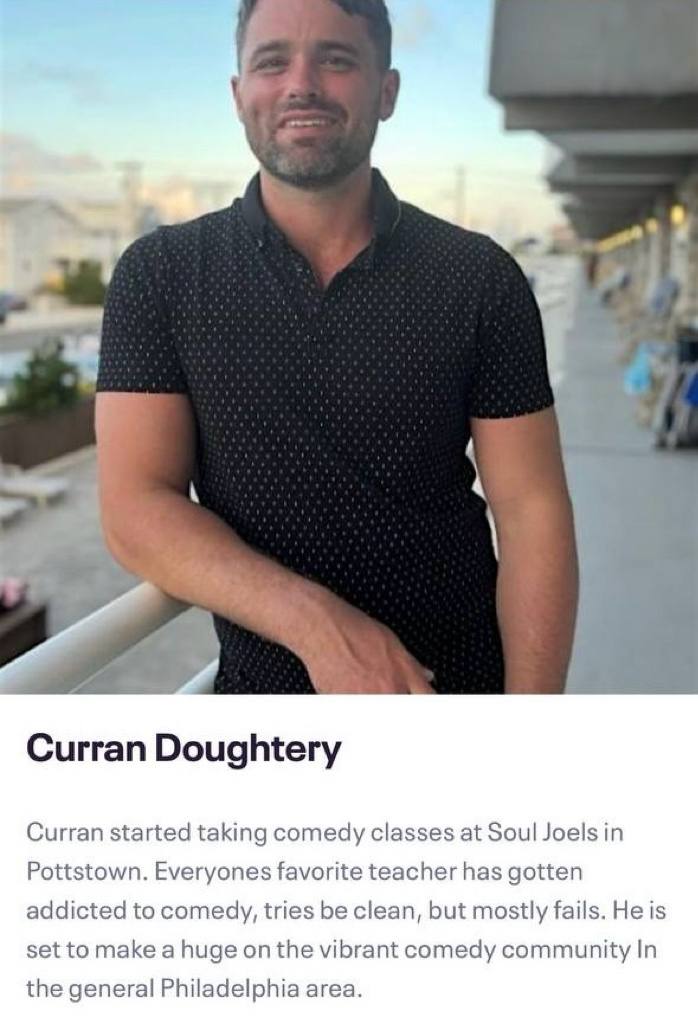 Curran Doughtery
Curran started taking comedy classes at Soul Joels in
Pottstown. Everyones favorite teacher has gotten
addicted to comedy, tries be clean, but mostly fails. He is
set to make a huge on the vibrant comedy community In
the general Philadelphia area.